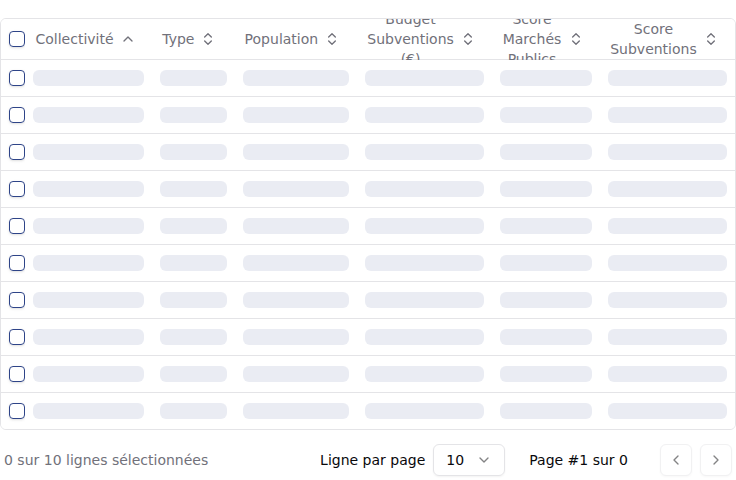 Collectivité
Type
Population
Budget
Subventions
(€)
Score
Marchés
Publics
Score
Subventions
0 sur 10 lignes sélectionnées
Ligne par page
10
Page #1 sur 0